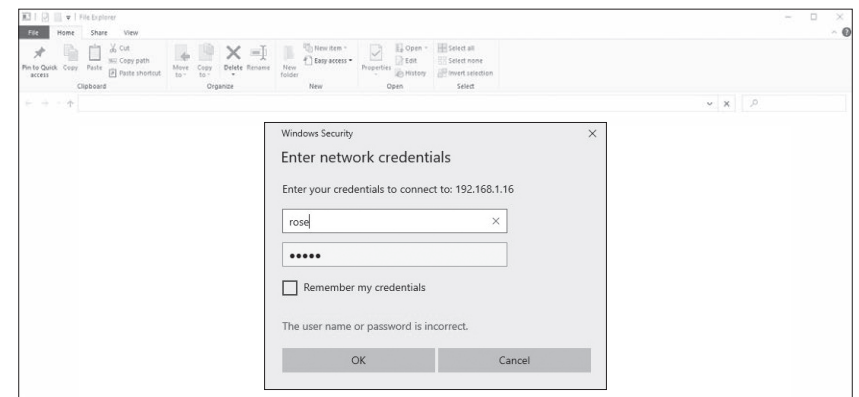 File Explorer
File Home Share View
Pin to Quick access
Copy
Paste
Cut
Copy path
Paste shortcut
Clipboard
Move to
Copy to
Delete
Rename
Organize
New folder
New item
Easy access
New
Properties
Open
Edit
History
Open
Select all
Select none
Invert selection
Select
Windows Security
Enter network credentials
Enter your credentials to connect to: 192.168.1.16
rose
•••••
Remember my credentials
The user name or password is incorrect.
OK Cancel